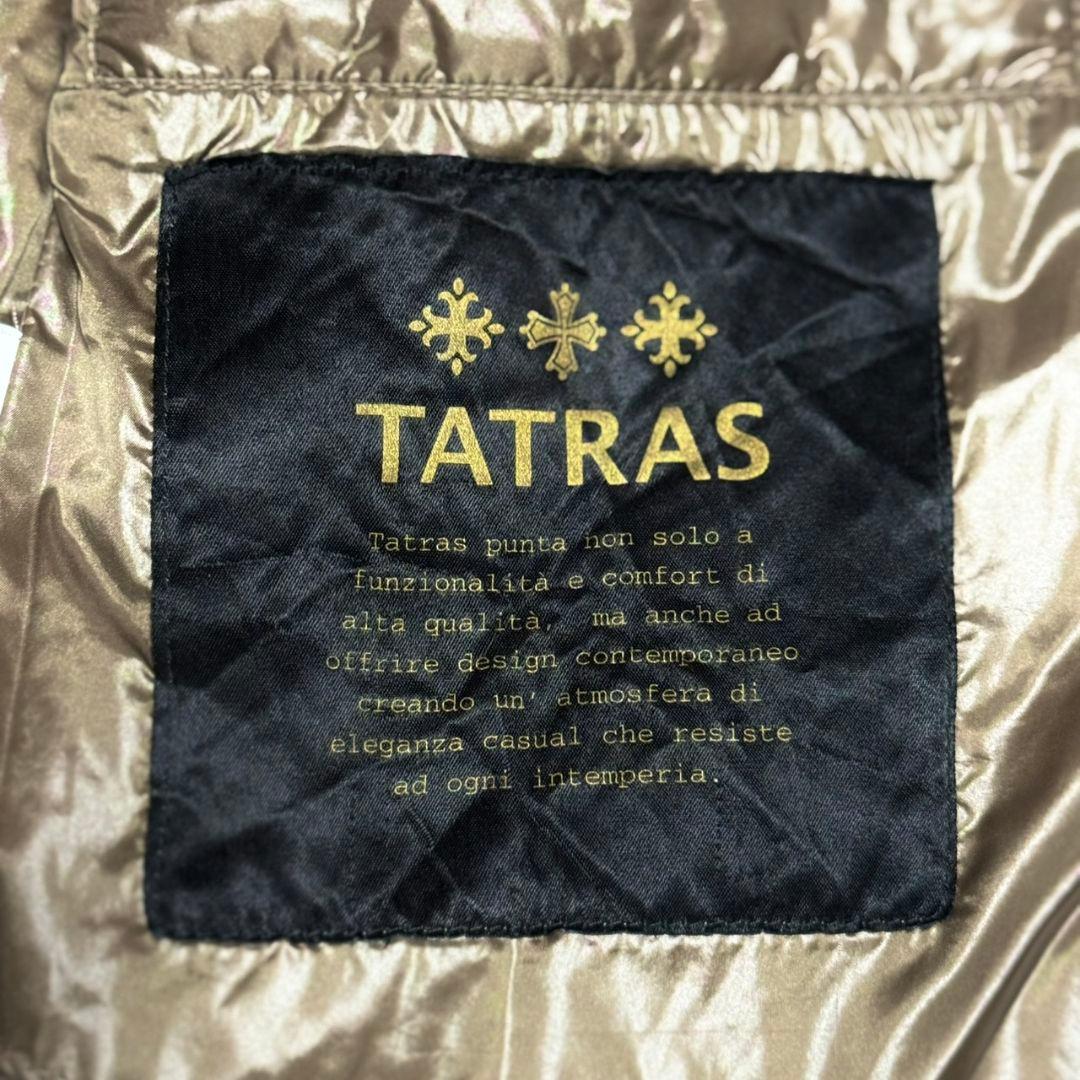 TATRAS
Tatras punta non solo a
funzionalità e comfort di
alta qualità, ma anche ad
offrire design contemporaneo
creando un' atmosfera di
eleganza casual che resiste
ad ogni intemperia.